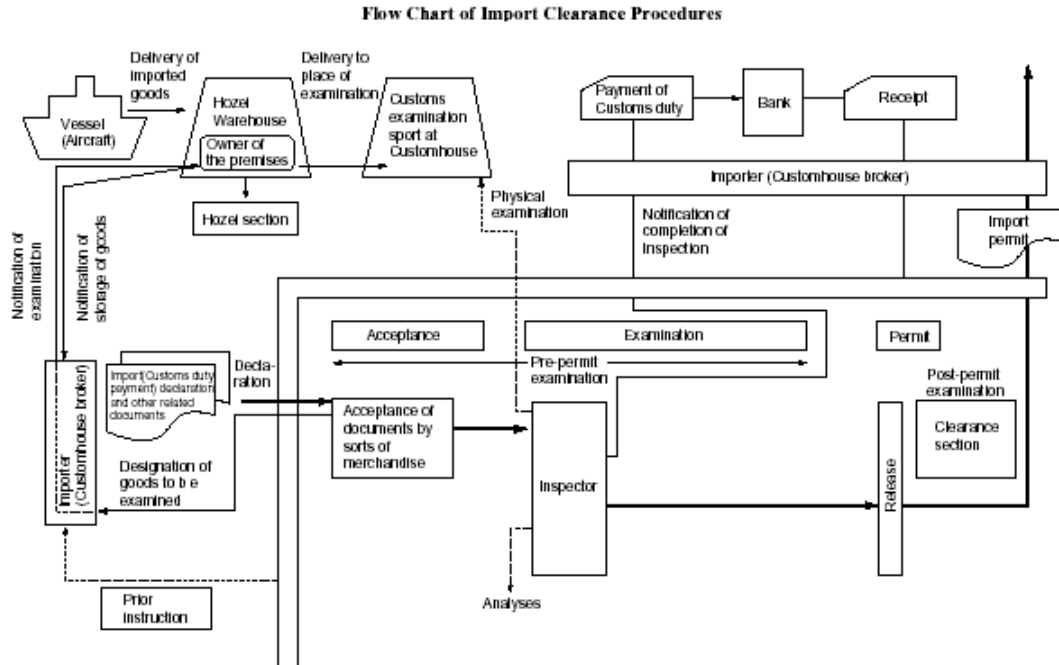 Flow Chart of Import Clearance Procedures
Delivery of
imported
goods
Delivery to
place of
examination
Vessel
(Aircraft)
Hozel
Warehouse
Owner of
the premises
Customs
examination
sport at
Customhouse
Payment of
Customs duty
Bank
Receipt
Importer (Customhouse broker)
Hozel section
Physical
examination
Notification of
completion of
Inspection
Import
permit
Notification of
examination
Notification of
storage of goods
Acceptance
Examination
Permit
Pre-permit
examination
Post-permit
examination
Importer
(Customhouse broker)
Import(Customs duty
payment) declaration
and other related
documents
Decla-
ration
Acceptance of
documents by
sorts of
merchandise
Clearance
section
Designation of
goods to be
examined
Inspector
Release
Prior
instruction
Analyses